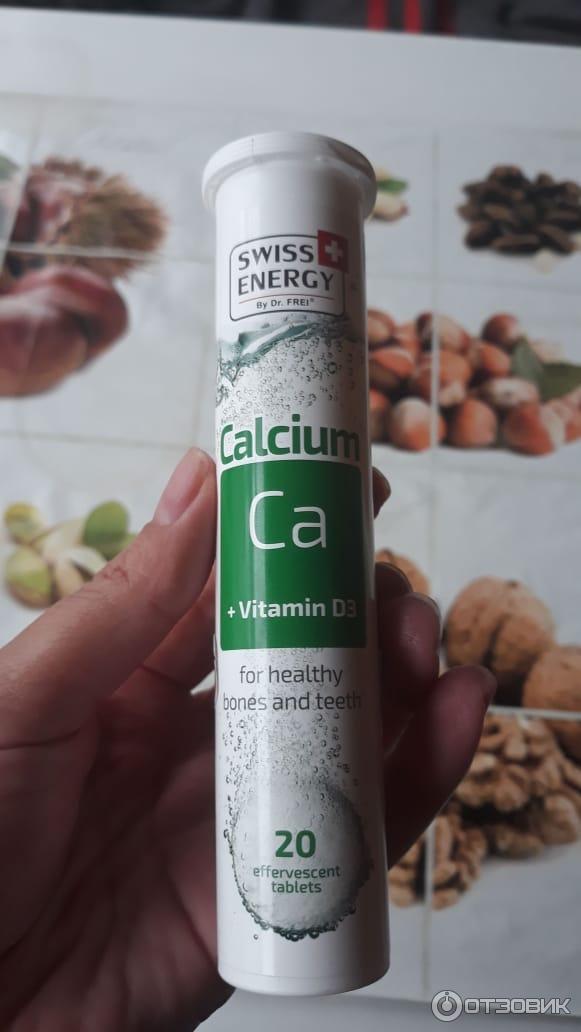 SWISS
ENERGY
By Dr. FREI®
Calcium
Ca
+ Vitamin D3
for healthy
bones and teeth
20
effervescent
tablets
ОТЗОВИК